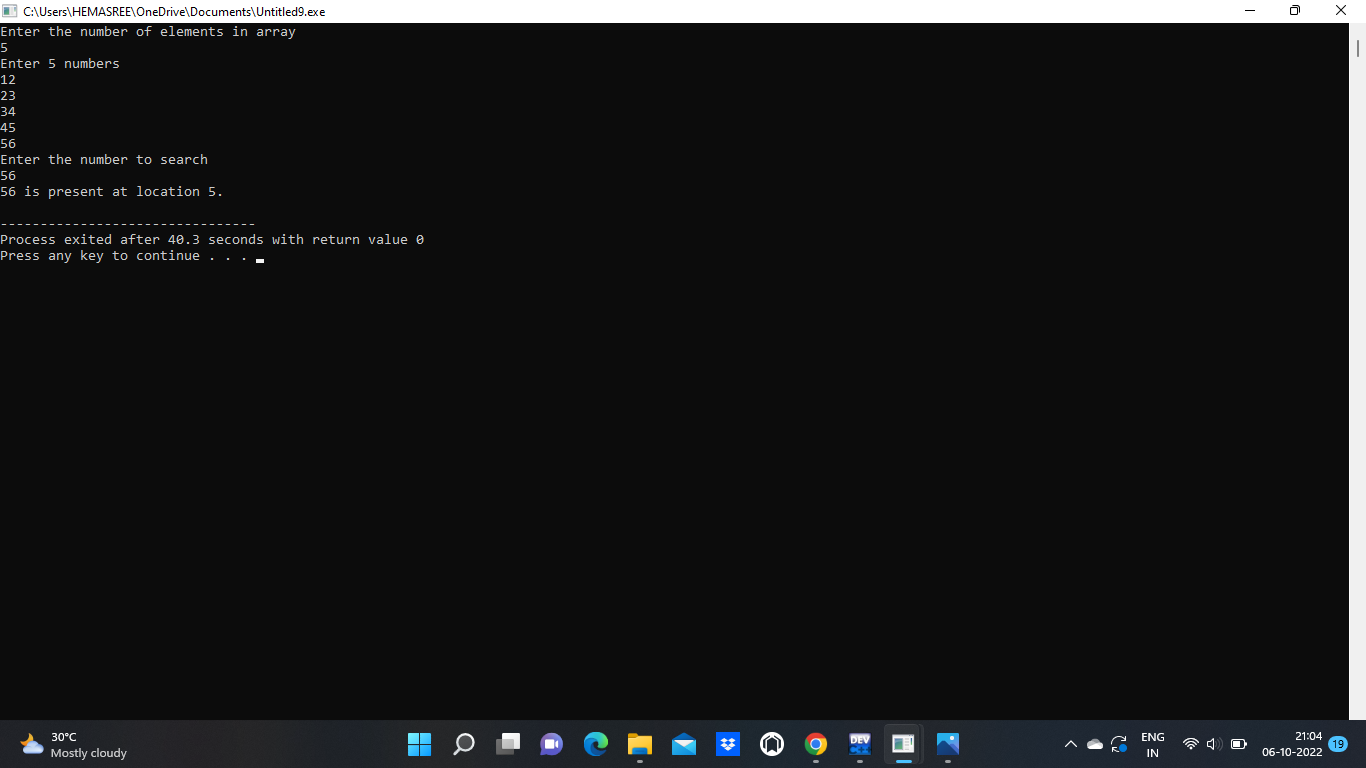 C:\Users\HEMASREE\OneDrive\Documents\Untitled9.exe
Enter the number of elements in array
5
Enter 5 numbers
12
23
34
45
56
Enter the number to search
56
56 is present at location 5.
--------------------------------
Process exited after 40.3 seconds with return value 0
Press any key to continue . . .
30°C
Mostly cloudy
DEV
ENG
IN
21:04
06-10-2022
19